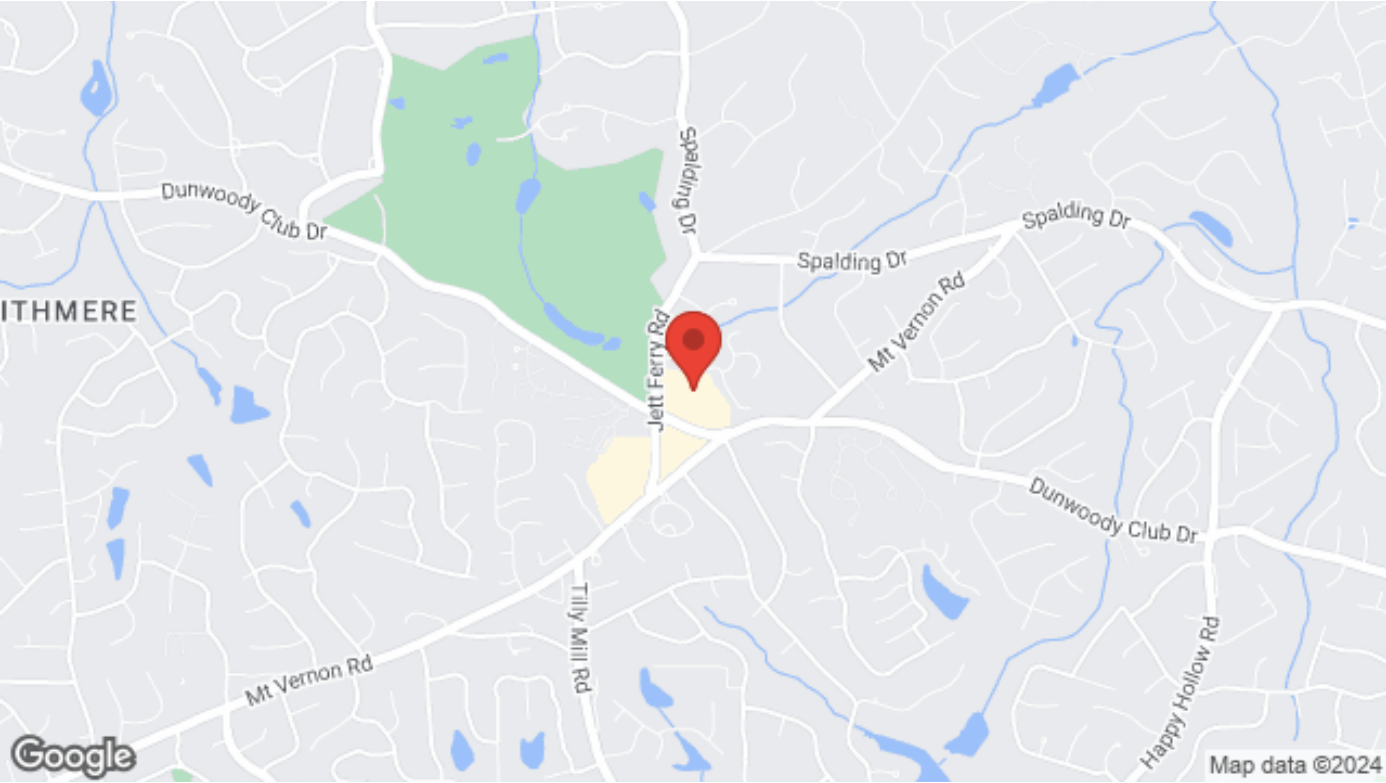 Spalding Dr
Dunwoody Club Dr
Spalding Dr
Spalding Dr
ITHMERE
Jett Ferry Rd
Mt Vernon Rd
Dunwoody Club Dr
Tilly Mill Rd
Mt Vernon Rd
Happy Hollow Rd
Google
Map data ©2024